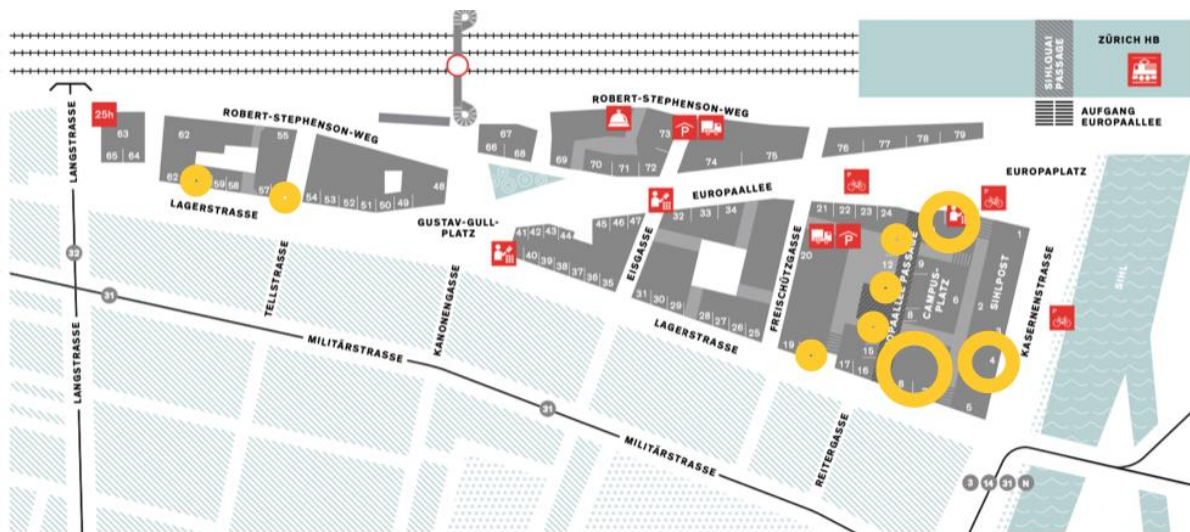 ZÜRICH HB
SIHLQUAI
PASSAGE
AUFGANG
EUROPAALLEE
LANGSTRASSE
25h
63
65
64
62
ROBERT-STEPHENSON-WEG
55
62
59
58
57
54
53
52
51
50
49
48
LAGERSTRASSE
67
66
68
ROBERT-STEPHENSON-WEG
69
70
71
72
73
P
74
75
76
77
78
79
EUROPAPLATZ
EUROPAALLEE
GUSTAV-GULL-
PLATZ
41
42
43
44
45
46
47
40
39
38
37
36
35
EISGASSE
32
33
34
31
30
29
28
27
26
25
LAGERSTRASSE
FREISCHÜTZGASSE
P
P
21
22
23
24
20
P
12
9
8
6
CAMPUS-
PLATZ
SIHLPOST
1
2
4
5
19
17
16
15
KASERNENSTRASSE
P
SIHL
32
31
TELLSTRASSE
KANONENGASSE
MILITÄRSTRASSE
LANGSTRASSE
31
MILITÄRSTRASSE
REITERGASSE
3
14
31
N